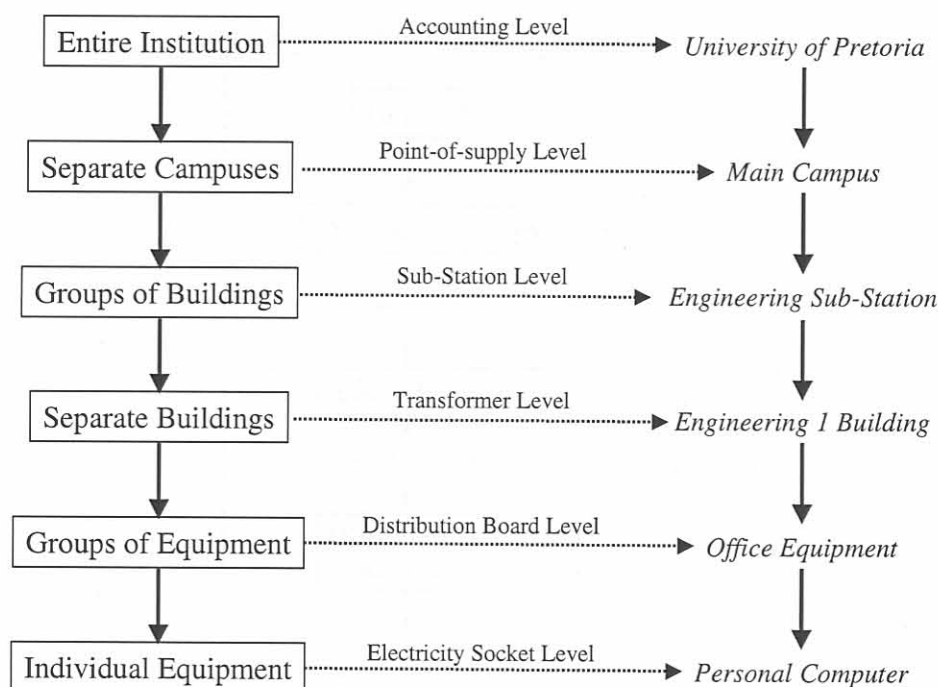 Entire Institution
Accounting Level
University of Pretoria
Separate Campuses
Point-of-supply Level
Main Campus
Groups of Buildings
Sub-Station Level
Engineering Sub-Station
Separate Buildings
Transformer Level
Engineering 1 Building
Groups of Equipment
Distribution Board Level
Office Equipment
Individual Equipment
Electricity Socket Level
Personal Computer